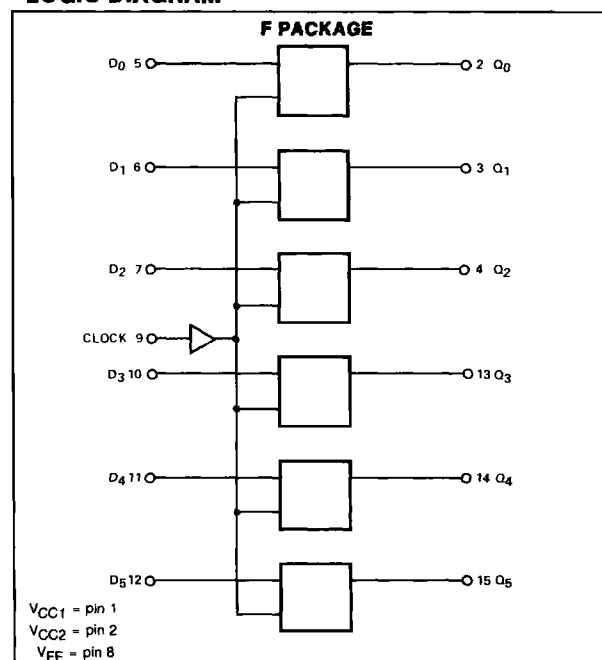 LOGIC DIAGRAM
F PACKAGE
D0 5 2 Q0
D1 6 3 Q1
D2 7 4 Q2
CLOCK 9
D3 10 13 Q3
D4 11 14 Q4
D5 12 15 Q5
VCC1 = pin 1
VCC2 = pin 2
VEE = pin 8